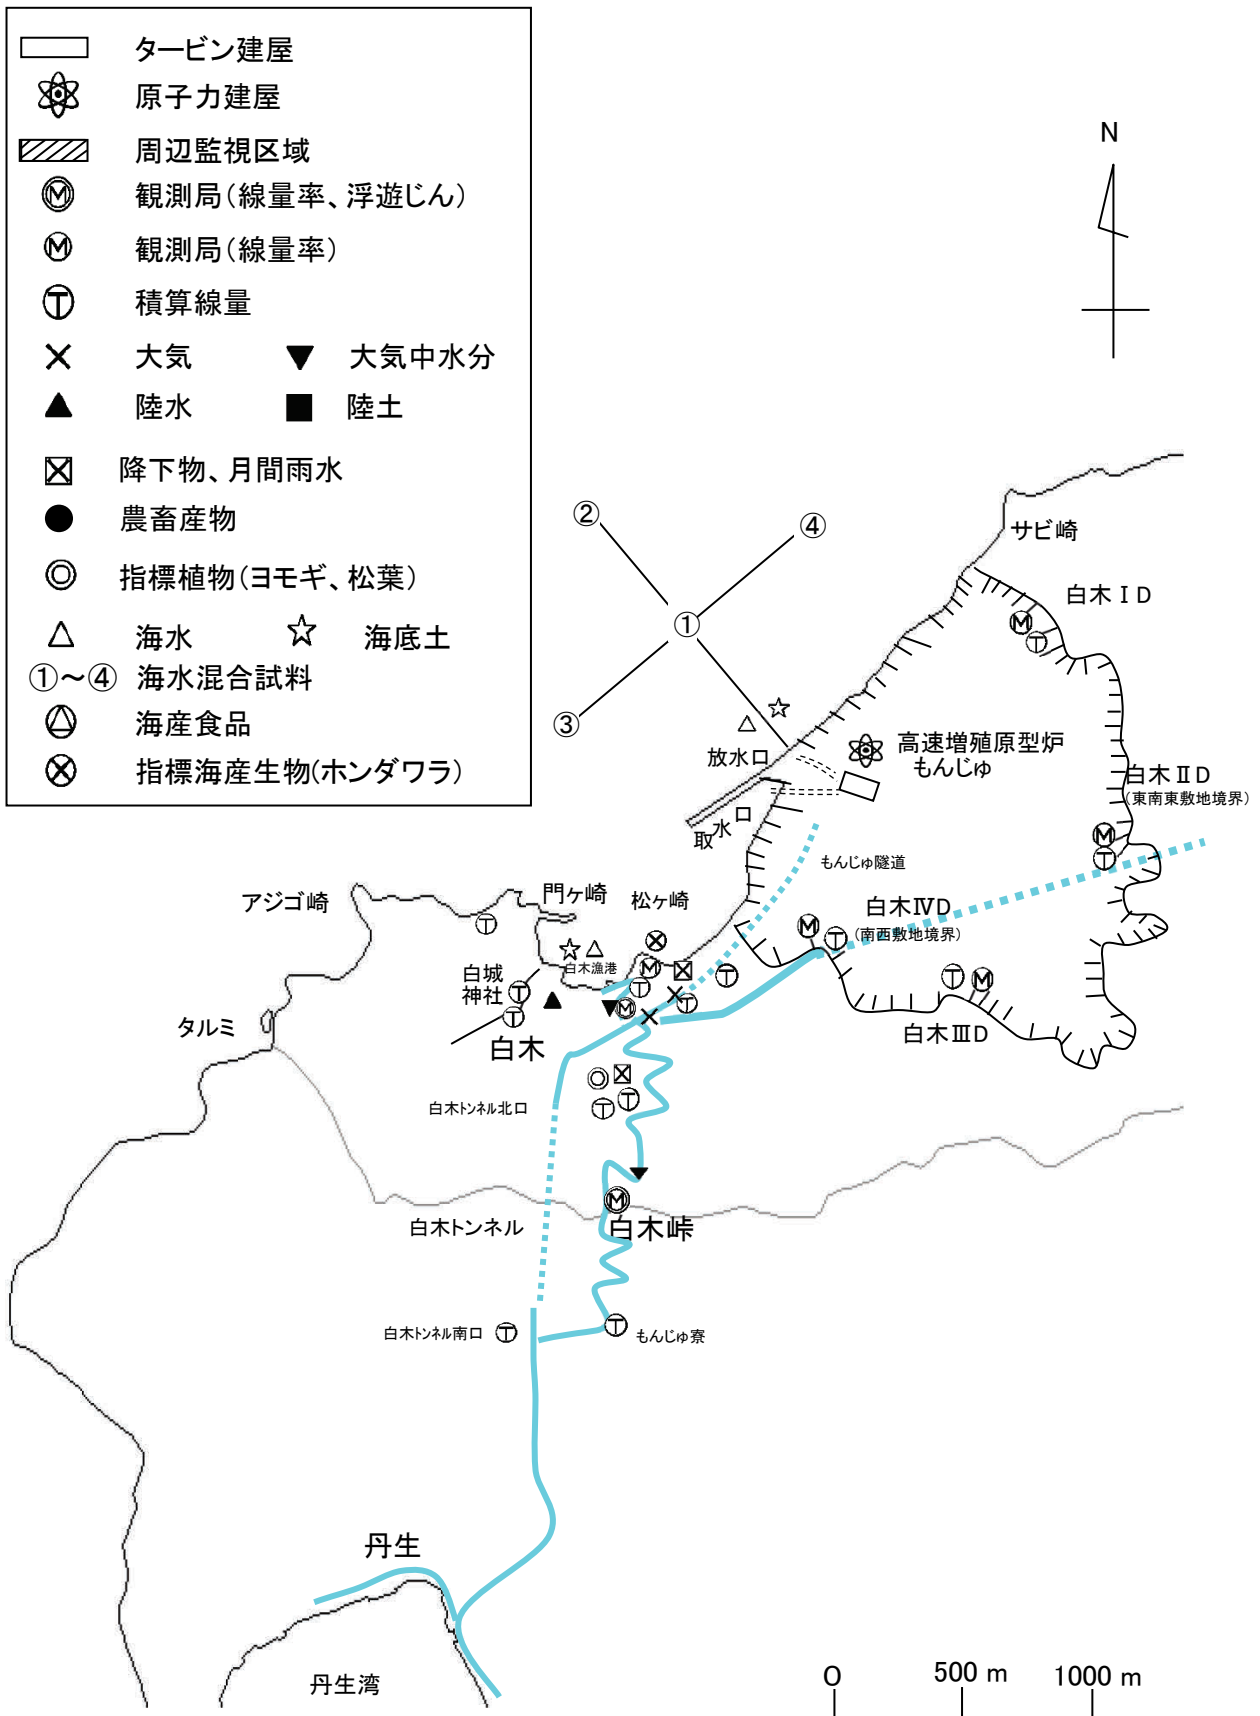 タービン建屋
原子力建屋
周辺監視区域
M 観測局(線量率、浮遊じん)
M 観測局(線量率)
T 積算線量
大気
大気中水分
陸水
陸土
降下物、月間雨水
農畜産物
指標植物(ヨモギ、松葉)
海水
海底土
①～④ 海水混合試料
海産食品
指標海産生物(ホンダワラ)
N
サビ崎
②
④
①
③
白木ⅠD
M
T
放水口
高速増殖原型炉
もんじゅ
白木ⅡD
(東南東敷地境界)
M
T
取水口
もんじゅ隧道
アジゴ崎
門ヶ崎
松ヶ崎
白木ⅣD
(南西敷地境界)
T
M
T
白木漁港
M
T
T
M
白城
神社
T
T
T
M
T
タルミ
白木
白木ⅢD
白木トンネル北口
T
T
M
白木トンネル
白木峠
白木トンネル南口
T
T
もんじゅ寮
丹生
丹生湾
O
500 m
1000 m